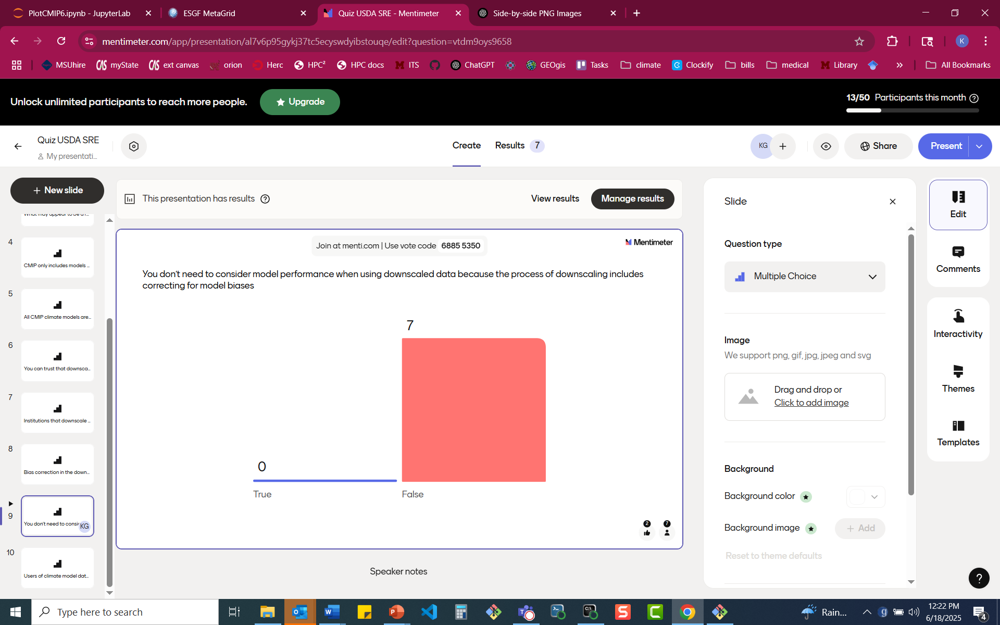 PlotCMIP6.ipynb - JupyterLab
ESGF MetaGrid
Quiz USDA SRE - Mentimeter
Side-by-side PNG Images
mentimeter.com/app/presentation/al7v6p95gykj37tc5ecyswdyibstouqe/edit?question=vtdm9oys9658
K
MSUhire
myState
ext canvas
orion
Herc
HPC²
HPC docs
ITS
ChatGPT
GEOgis
Tasks
climate
Clockify
bills
medical
Library
All Bookmarks
Unlock unlimited participants to reach more people.
Upgrade
13/50 Participants this month
Quiz USDA SRE
My presentati...
Create
Results 7
KG
Share
Present
New slide
This presentation has results
View results
Manage results
What may appear to be a f...
4
CMIP only includes models ...
5
All CMIP climate models are...
6
You can trust that downsca...
7
Institutions that downscale ...
8
Bias correction in the down...
9
You don't need to consi
KG
10
Users of climate model dat...
Join at menti.com | Use vote code 6885 5350
Mentimeter
You don't need to consider model performance when using downscaled data because the process of downscaling includes
correcting for model biases
7
0
True
False
2
7
Speaker notes
Slide
Question type
Multiple Choice
Image
We support png, gif, jpg, jpeg and svg
Drag and drop or
Click to add image
Background
Background color
Background image
Add
Reset to theme defaults
Edit
Comments
Interactivity
Themes
Templates
?
Type here to search
Rain...
12:22 PM
6/18/2025
4